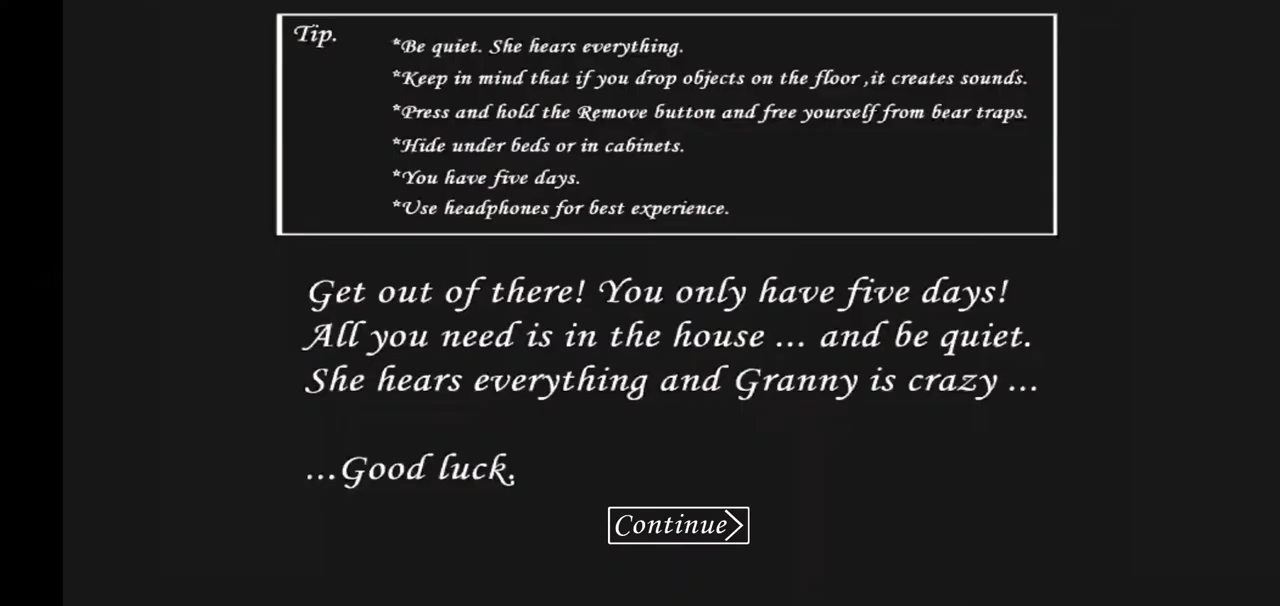 Tip.
*Be quiet. She hears everything.
*Keep in mind that if you drop objects on the floor ,it creates sounds.
*Press and hold the Remove button and free yourself from bear traps.
*Hide under beds or in cabinets.
*You have five days.
*Use headphones for best experience.
Get out of there! You only have five days!
All you need is in the house ... and be quiet.
She hears everything and Granny is crazy ...
...Good luck.
Continue